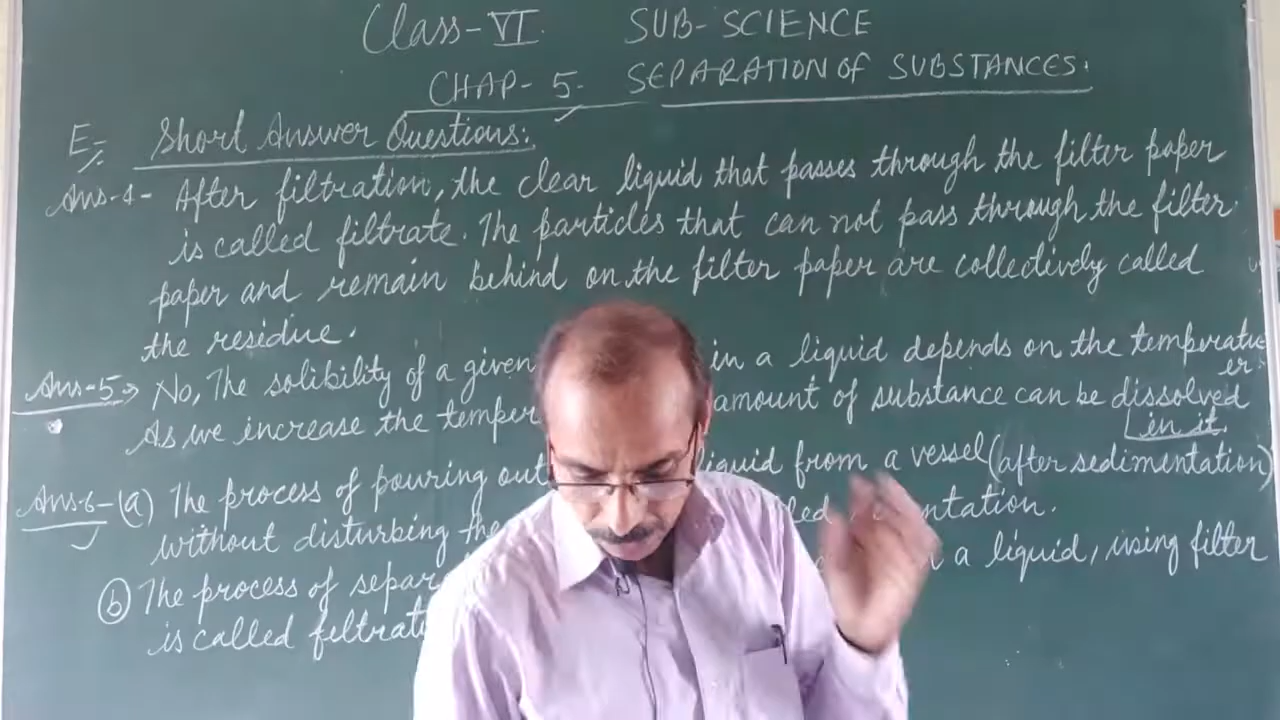 Class-VI SUB-SCIENCE
CHAP-5. SEPARATION OF SUBSTANCES.
E. Short Answer Questions:
Ans-4- After filtration, the clear liquid that passes through the filter paper
is called filtrate. The particles that can not pass through the filter
paper and remain behind on the filter paper are collectively called
the residue.
Ans-5 → No, The solibility of a given in a liquid depends on the temperature
er.
As we increase the temper amount of substance can be dissolved
in it.
Ans-6-(a) The process of pouring out liquid from a vessel (after sedimentation)
without disturbing the ntation.
(b) The process of separ a liquid, using filter
is called filtrati